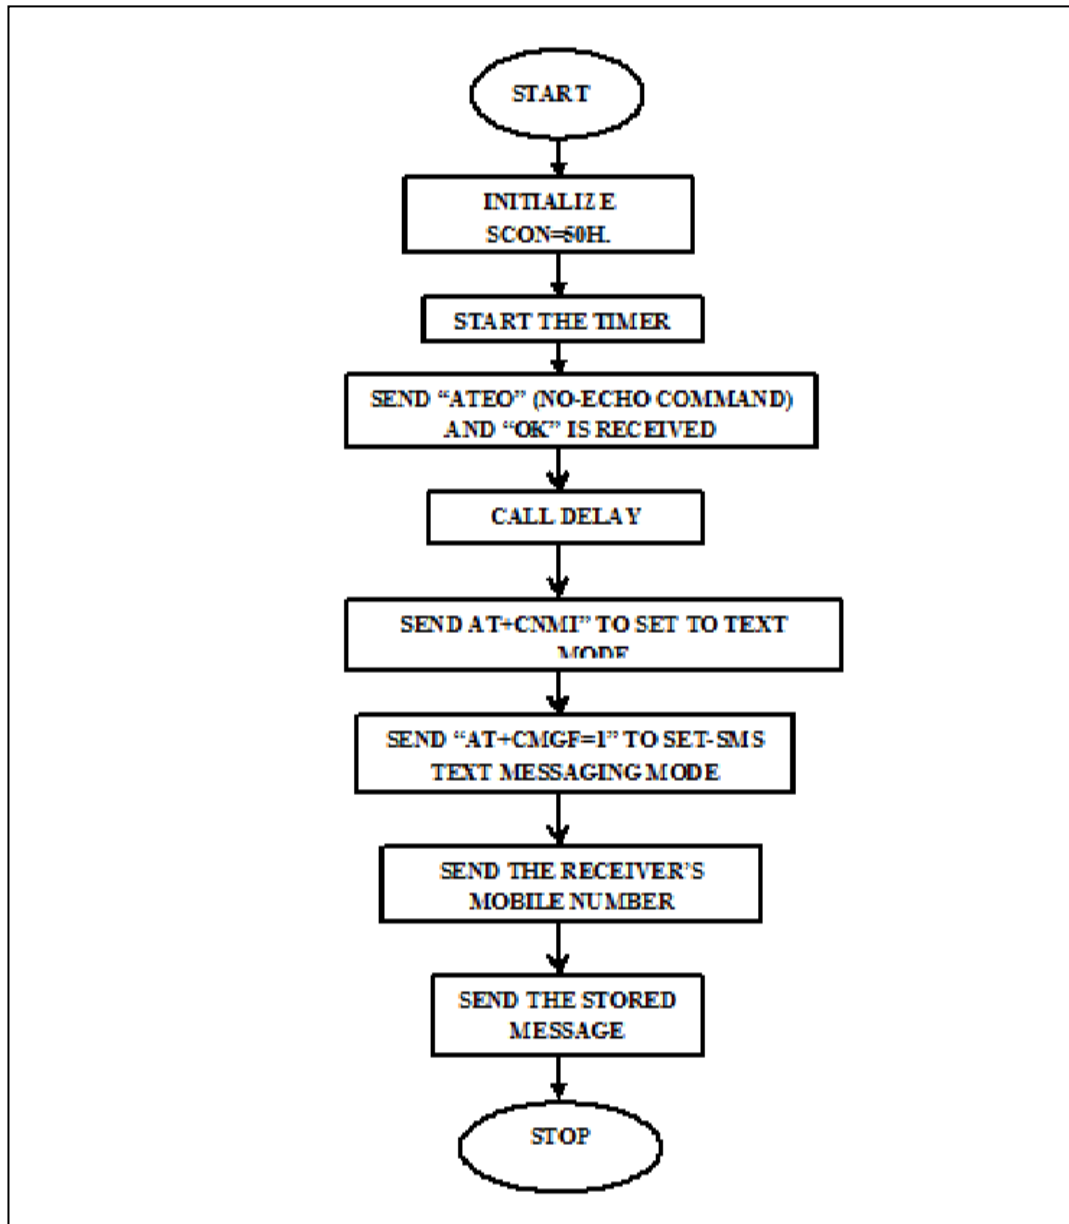 START
INITIALIZE
SCON=50H.
START THE TIMER
SEND “ATEO” (NO-ECHO COMMAND)
AND “OK” IS RECEIVED
CALL DELAY
SEND AT+CNMI” TO SET TO TEXT
MODE
SEND “AT+CMGF=1” TO SET-SMS
TEXT MESSAGING MODE
SEND THE RECEIVER’S
MOBILE NUMBER
SEND THE STORED
MESSAGE
STOP